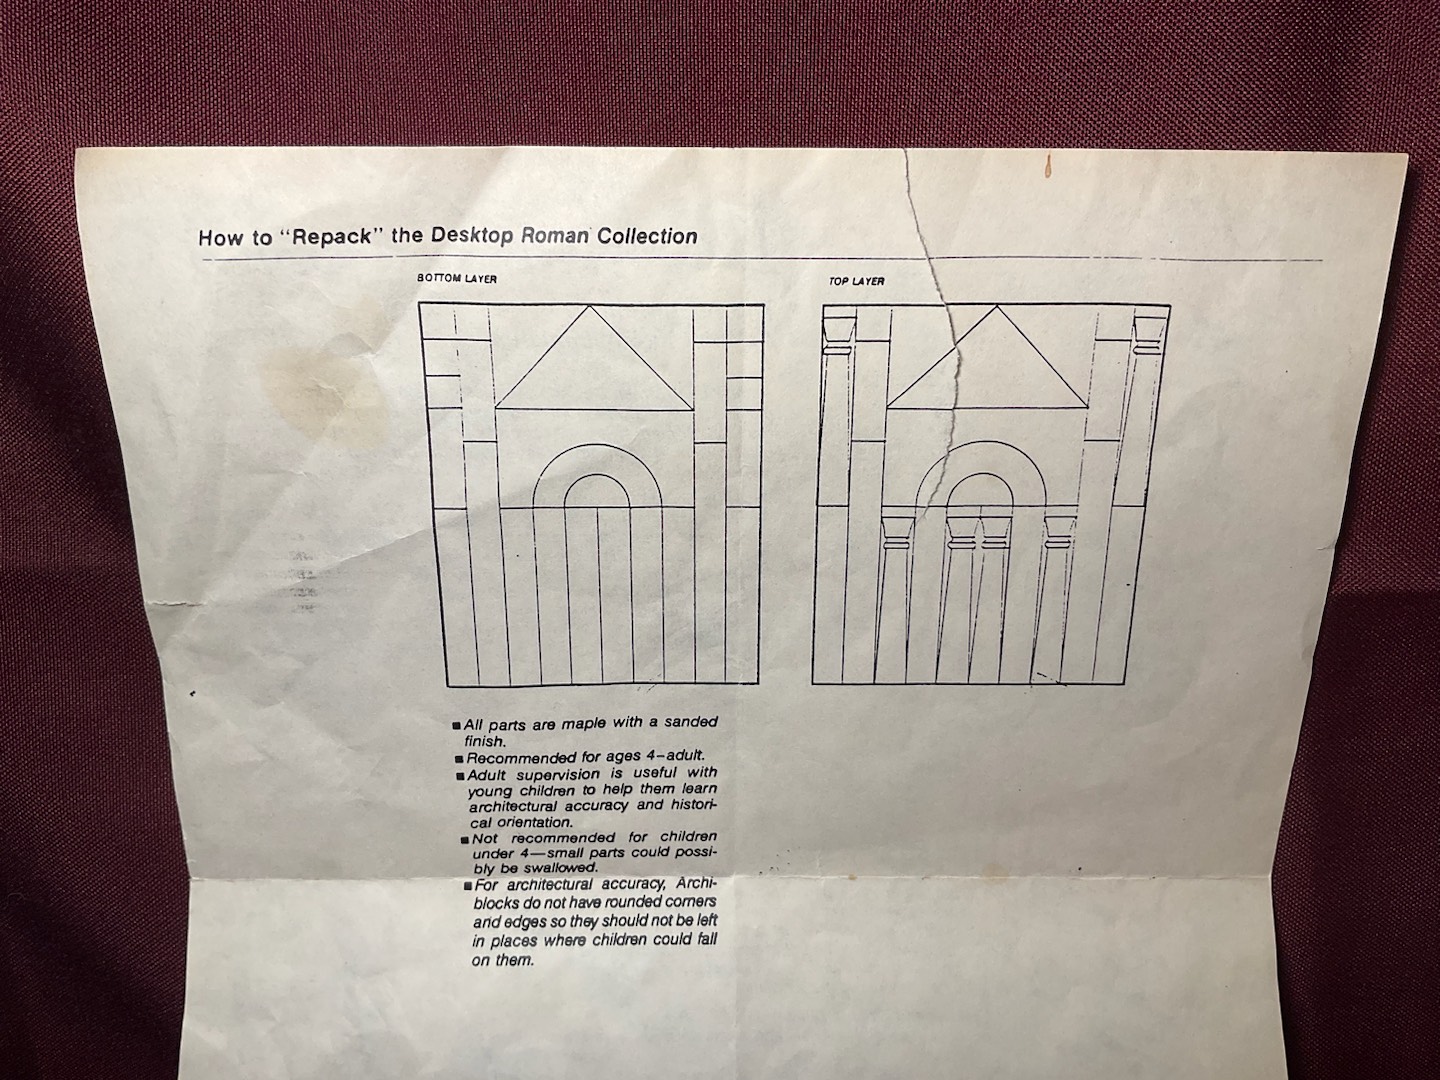 How to “Repack” the Desktop Roman Collection
BOTTOM LAYER
TOP LAYER
■ All parts are maple with a sanded
finish.
■ Recommended for ages 4–adult.
■ Adult supervision is useful with
young children to help them learn
architectural accuracy and histori-
cal orientation.
■ Not recommended for children
under 4—small parts could possi-
bly be swallowed.
■ For architectural accuracy, Archi-
blocks do not have rounded corners
and edges so they should not be left
in places where children could fall
on them.